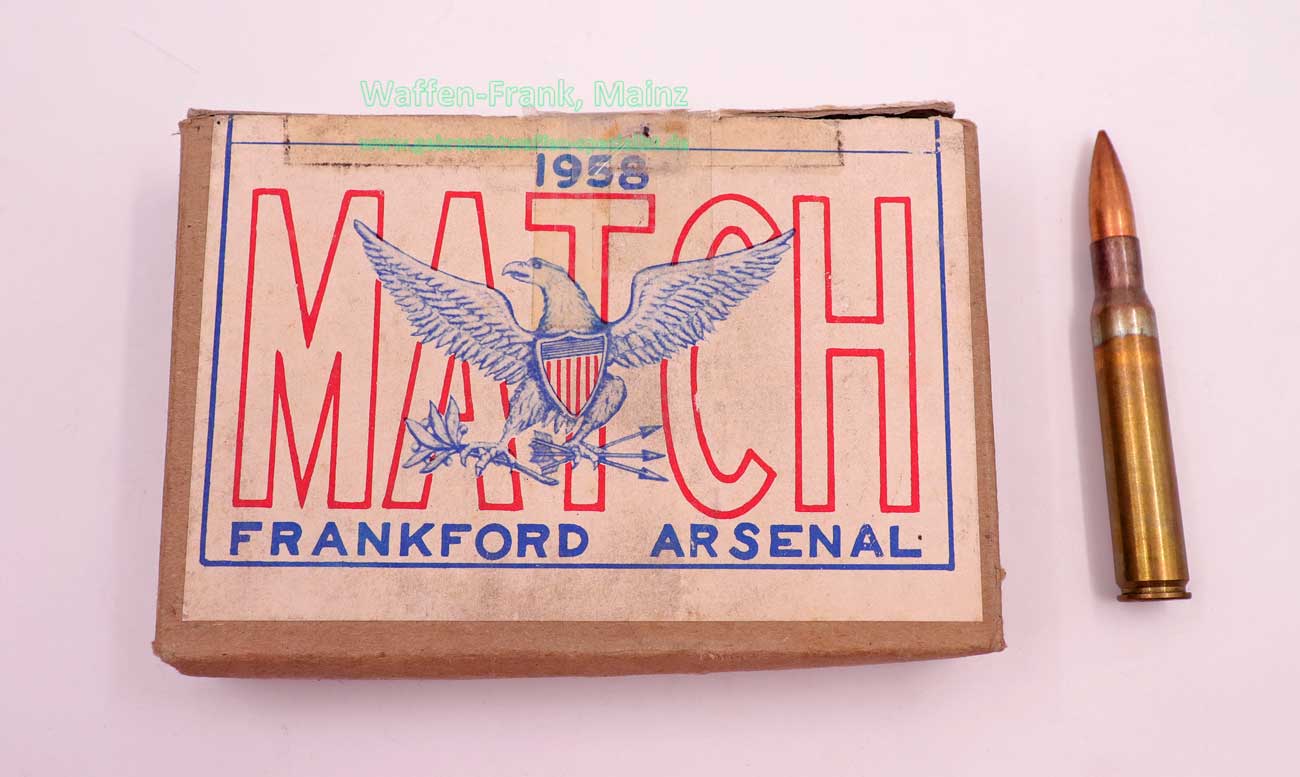 Waffen-Frank, Mainz
1958
MATCH
FRANKFORD ARSENAL